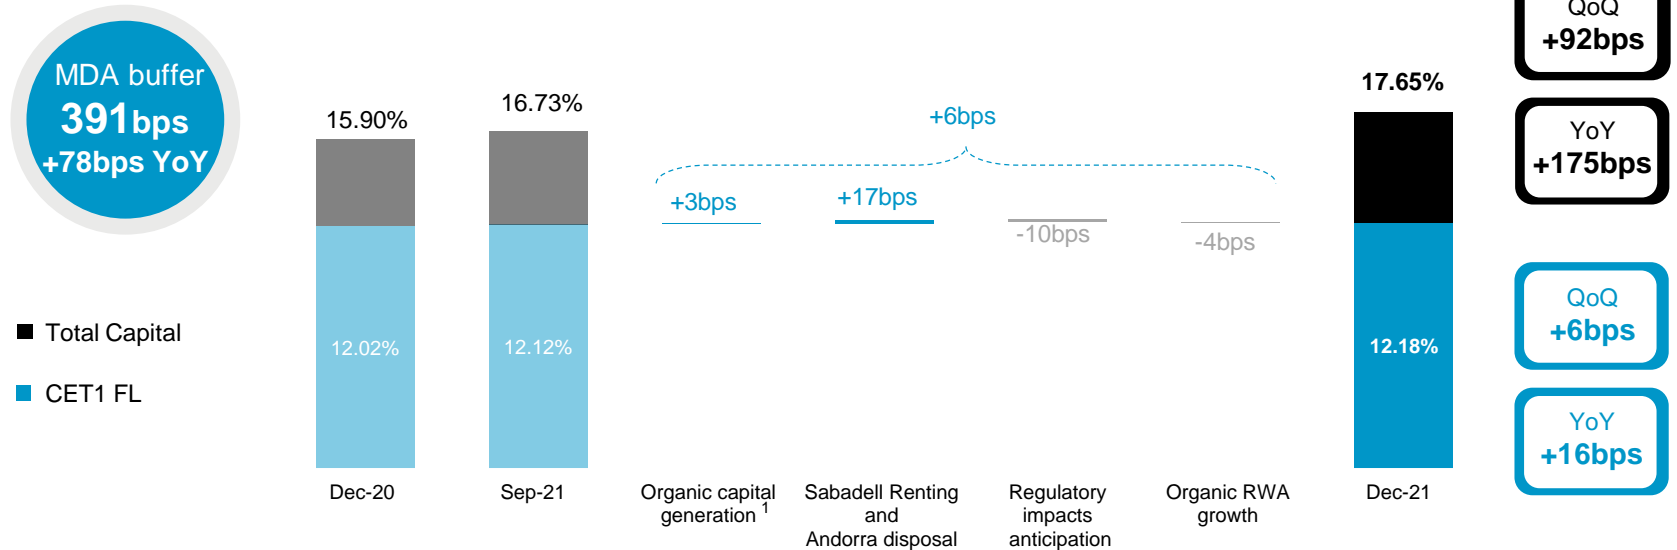 MDA buffer
391bps
+78bps YoY
Total Capital
CET1 FL
15.90%
12.02%
Dec-20
16.73%
12.12%
Sep-21
+6bps
+3bps
Organic capital
generation 1
+17bps
Sabadell Renting
and
Andorra disposal
-10bps
Regulatory
impacts
anticipation
-4bps
Organic RWA
growth
17.65%
12.18%
Dec-21
QoQ
+92bps
YoY
+175bps
QoQ
+6bps
YoY
+16bps